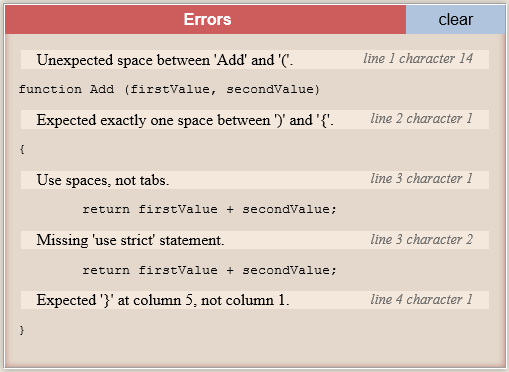 Errors
clear
Unexpected space between 'Add' and '('.
line 1 character 14
function Add (firstValue, secondValue)
Expected exactly one space between ')' and '{'.
line 2 character 1
{
Use spaces, not tabs.
line 3 character 1
return firstValue + secondValue;
Missing 'use strict' statement.
line 3 character 2
return firstValue + secondValue;
Expected '}' at column 5, not column 1.
line 4 character 1
}